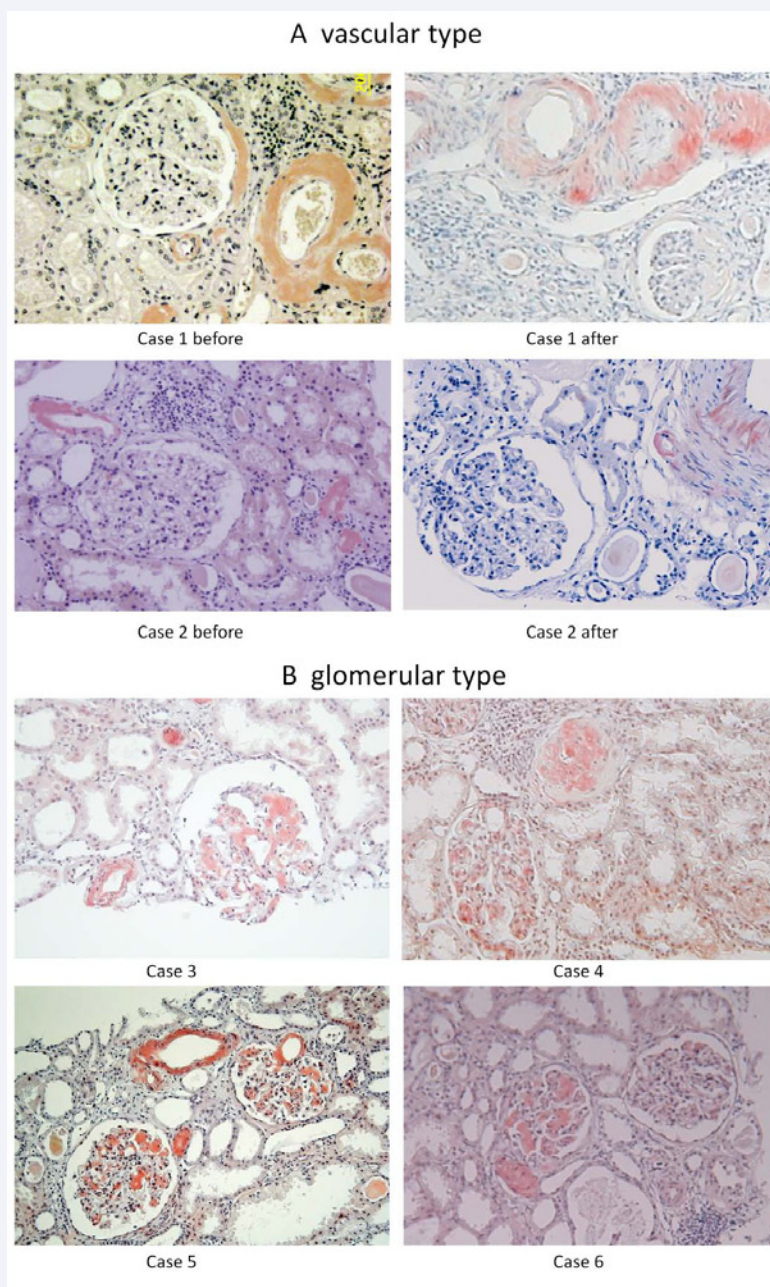 A vascular type
Case 1 before
Case 1 after
Case 2 before
Case 2 after
B glomerular type
Case 3
Case 4
Case 5
Case 6